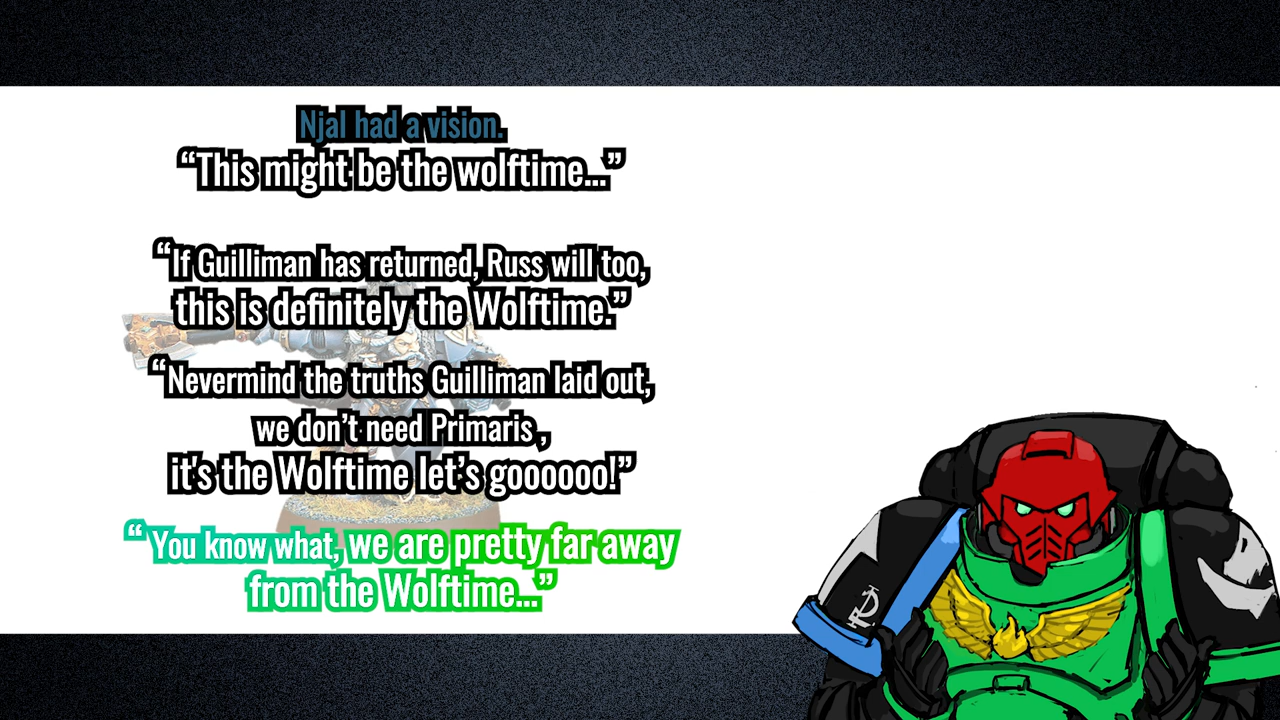 Njal had a vision.
“This might be the wolftime...”
“If Guilliman has returned, Russ will too,
this is definitely the Wolftime.”
“Nevermind the truths Guilliman laid out,
we don’t need Primaris ,
it's the Wolftime let’s goooooo!”
“ You know what, we are pretty far away
from the Wolftime...”